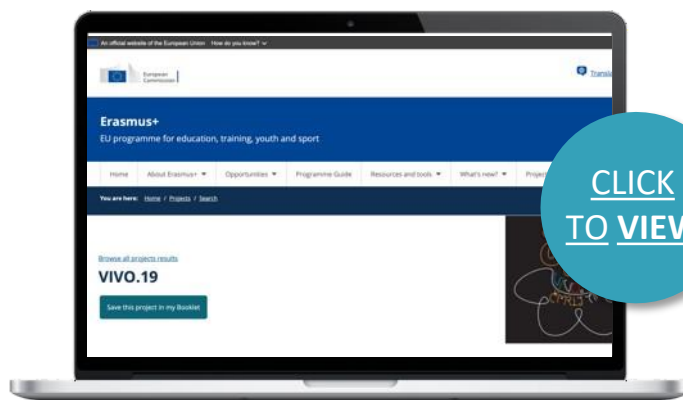 An official website of the European Union How do you know?
European
Commission
Erasmus+
EU programme for education, training, youth and sport
Home About Erasmus+ Opportunities Programme Guide Resources and tools What's new?
You are here: Home / Projects / Search
Browse all projects results
VIVO.19
Save this project in my Booklet
CLICK
TO VIEW